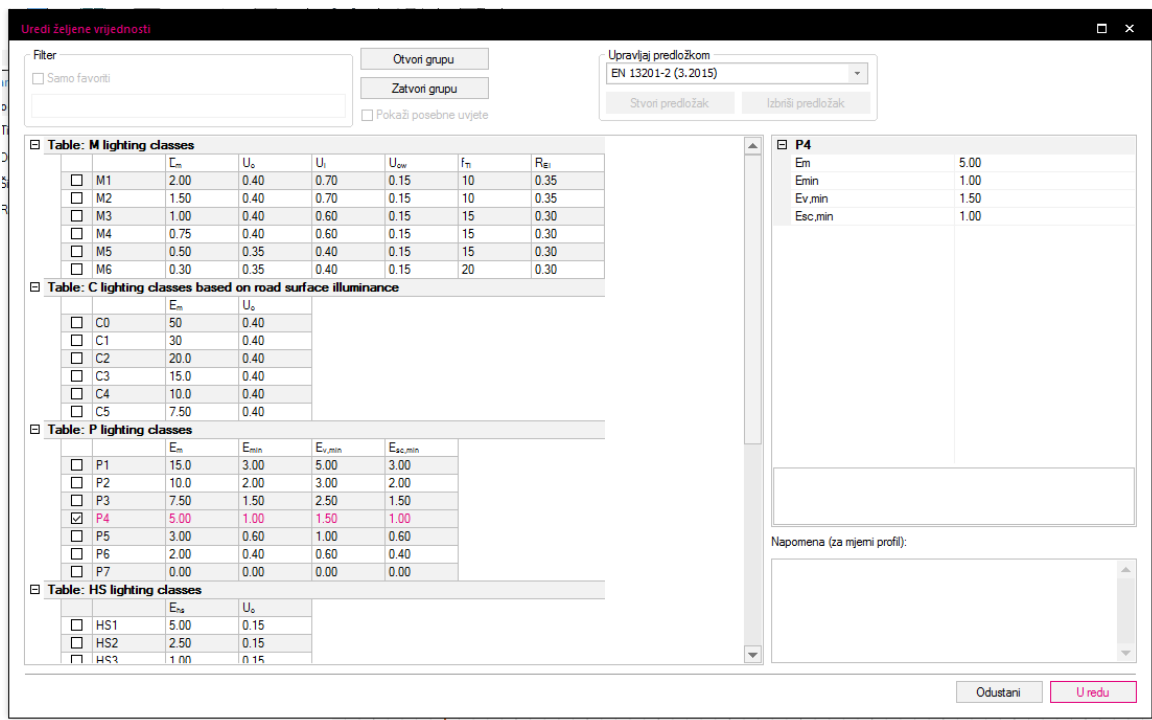 Uredi željene vrijednosti
Filter
Samo favoriti
Otvori grupu
Zatvori grupu
Pokaži posebne uvjete
Upravljaj predložkom
EN 13201-2 (3.2015)
Stvori predložak
Izbriši predložak
Table: M lighting classes
Lm Uo Ul Uow fTI REI
M1 2.00 0.40 0.70 0.15 10 0.35
M2 1.50 0.40 0.70 0.15 10 0.35
M3 1.00 0.40 0.60 0.15 15 0.30
M4 0.75 0.40 0.60 0.15 15 0.30
M5 0.50 0.35 0.40 0.15 15 0.30
M6 0.30 0.35 0.40 0.15 20 0.30
Table: C lighting classes based on road surface illuminance
Em Uo
C0 50 0.40
C1 30 0.40
C2 20.0 0.40
C3 15.0 0.40
C4 10.0 0.40
C5 7.50 0.40
Table: P lighting classes
Em Emin Ev,min Esc,min
P1 15.0 3.00 5.00 3.00
P2 10.0 2.00 3.00 2.00
P3 7.50 1.50 2.50 1.50
P4 5.00 1.00 1.50 1.00
P5 3.00 0.60 1.00 0.60
P6 2.00 0.40 0.60 0.40
P7 0.00 0.00 0.00 0.00
Table: HS lighting classes
Ehs Uo
HS1 5.00 0.15
HS2 2.50 0.15
HS3 1.00 0.15
P4
Em 5.00
Emin 1.00
Ev,min 1.50
Esc,min 1.00
Napomena (za mjerni profil):
Odustani
U redu